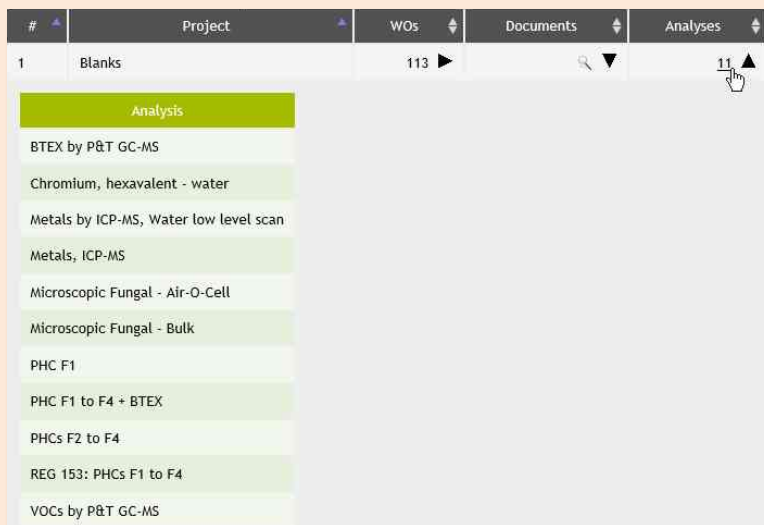 # Project WOs Documents Analyses
1 Blanks 113 11
Analysis
BTEX by P&T GC-MS
Chromium, hexavalent - water
Metals by ICP-MS, Water low level scan
Metals, ICP-MS
Microscopic Fungal - Air-O-Cell
Microscopic Fungal - Bulk
PHC F1
PHC F1 to F4 + BTEX
PHCs F2 to F4
REG 153: PHCs F1 to F4
VOCs by P&T GC-MS